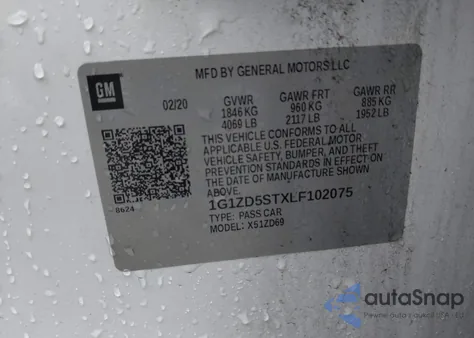 MFD BY GENERAL MOTORS LLC
GM
02/20
GVWR GAWR FRT GAWR RR
1846 KG 960 KG 885 KG
4069 LB 2117 LB 1952 LB
THIS VEHICLE CONFORMS TO ALL
APPLICABLE U.S. FEDERAL MOTOR
VEHICLE SAFETY, BUMPER, AND THEFT
PREVENTION STANDARDS IN EFFECT
ON THE DATE OF MANUFACTURE
SHOWN ABOVE.
0624
1G1ZD5STXLF102075
TYPE: PASS CAR
MODEL: X51ZD69
autoSnap